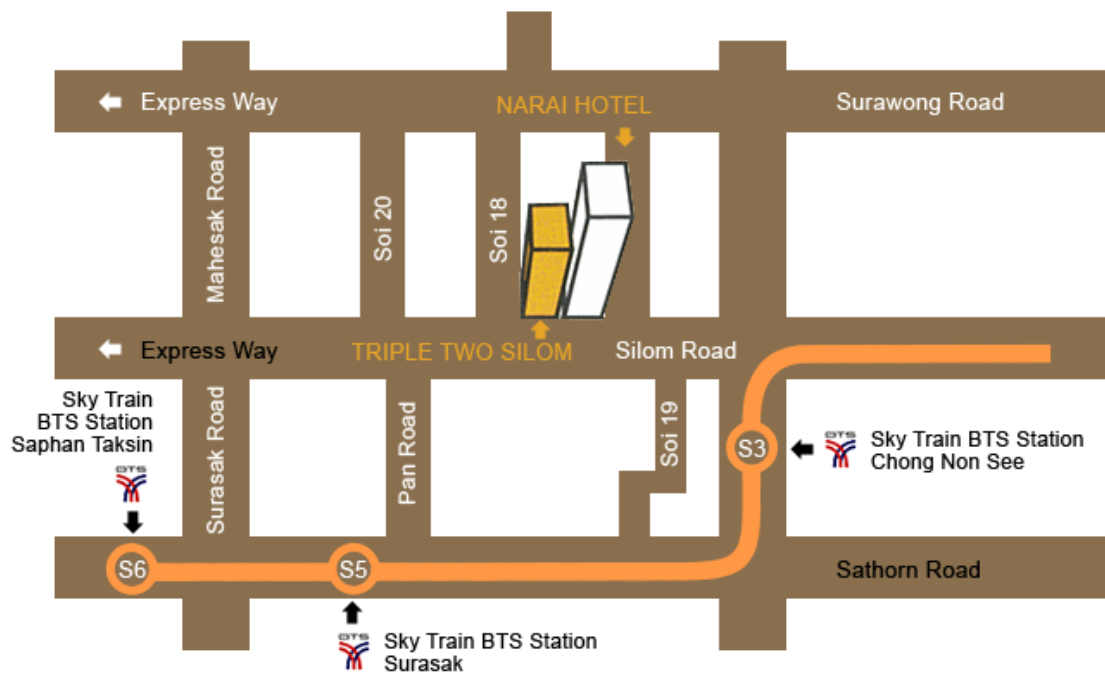 Express Way
NARAI HOTEL
Surawong Road
Mahesak Road
Soi 20
Soi 18
Express Way
TRIPLE TWO SILOM
Silom Road
Sky Train
BTS Station
Saphan Taksin
BTS
Surasak Road
Pan Road
Soi 19
S3
BTS
Sky Train BTS Station
Chong Non See
S6
S5
Sathorn Road
BTS
Sky Train BTS Station
Surasak